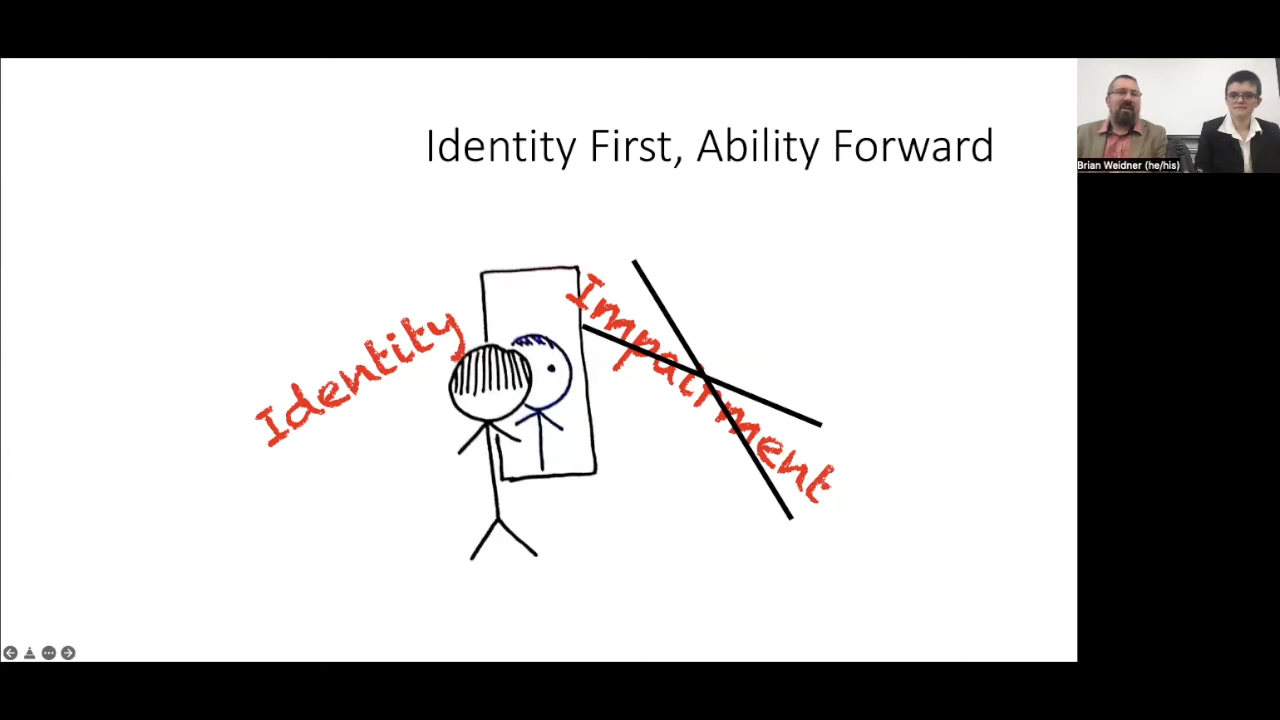 Identity First, Ability Forward
Identity
Impairment
Brian Weidner (he/his)